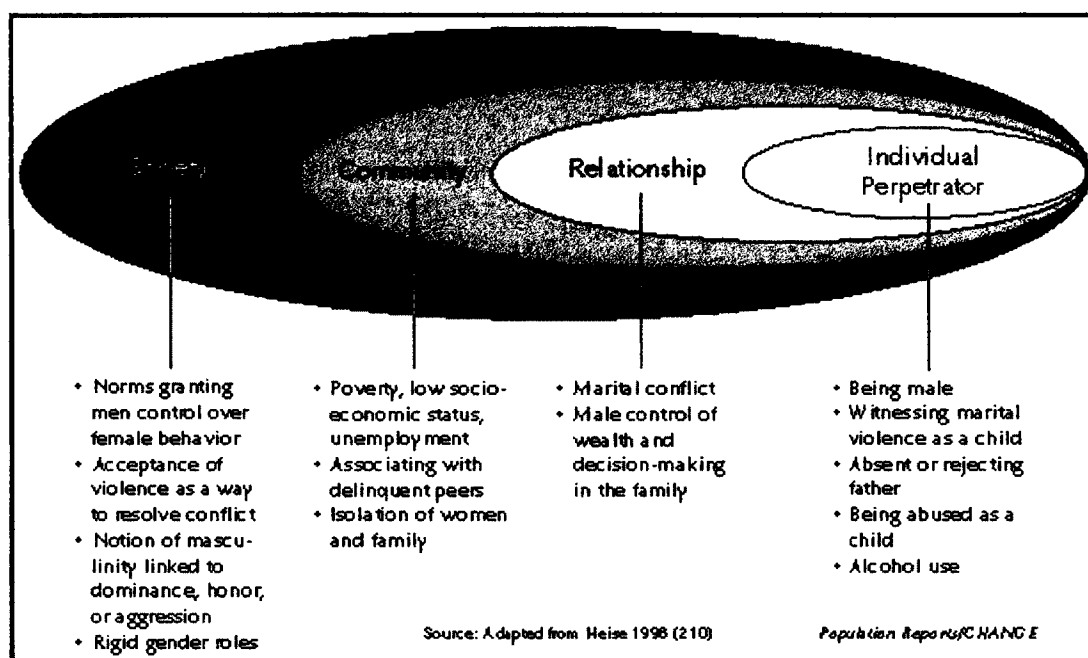 Society
Community
Relationship
Individual
Perpetrator
• Norms granting
men control over
female behavior
• Acceptance of
violence as a way
to resolve conflict
• Notion of mascu-
linity linked to
dominance, honor,
or aggression
• Rigid gender roles
• Poverty, low socio-
economic status,
unemployment
• Associating with
delinquent peers
• Isolation of women
and family
• Marital conflict
• Male control of
wealth and
decision-making
in the family
• Being male
• Witnessing marital
violence as a child
• Absent or rejecting
father
• Being abused as a
child
• Alcohol use
Source: Adapted from Heise 1998 (210)
Population Reports/CHANGE